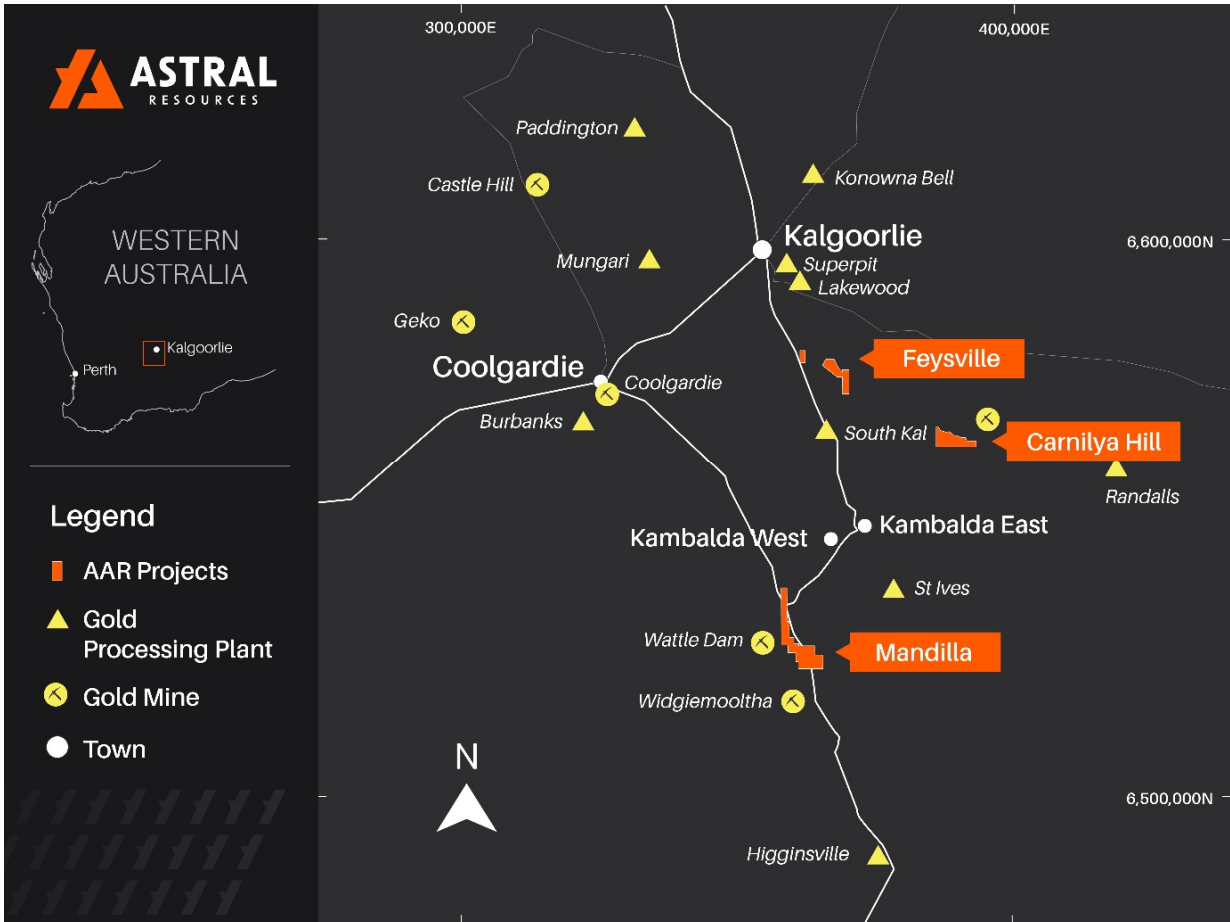 ASTRAL
RESOURCES
WESTERN
AUSTRALIA
Kalgoorlie
Perth
Legend
AAR Projects
Gold
Processing Plant
Gold Mine
Town
300,000E
400,000E
Paddington
Castle Hill
Konowna Bell
Kalgoorlie
6,600,000N
Mungari
Superpit
Lakewood
Geko
Feysville
Coolgardie
Coolgardie
Burbanks
South Kal
Carnilya Hill
Randalls
Kambalda East
Kambalda West
St Ives
Wattle Dam
Mandilla
Widgiemooltha
N
6,500,000N
Higginsville